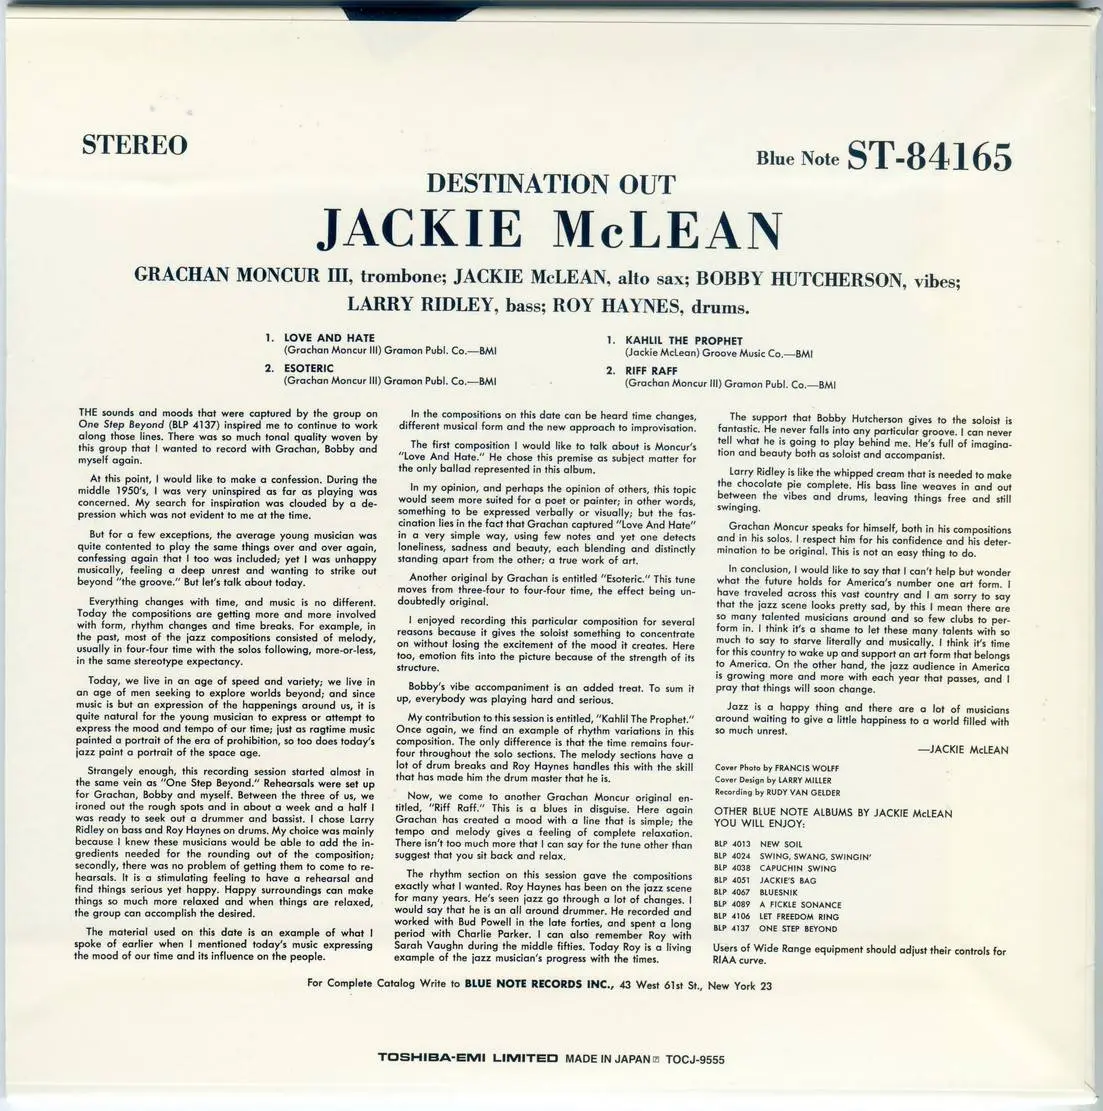 STEREO
Blue Note ST-84165
DESTINATION OUT
JACKIE McLEAN
GRACHAN MONCUR III, trombone; JACKIE McLEAN, alto sax; BOBBY HUTCHERSON, vibes;
LARRY RIDLEY, bass; ROY HAYNES, drums.
1. LOVE AND HATE
(Grachan Moncur III) Gramon Publ. Co.—BMI
2. ESOTERIC
(Grachan Moncur III) Gramon Publ. Co.—BMI
1. KAHLIL THE PROPHET
(Jackie McLean) Groove Music Co.—BMI
2. RIFF RAFF
(Grachan Moncur III) Gramon Publ. Co.—BMI
THE sounds and moods that were captured by the group on
One Step Beyond (BLP 4137) inspired me to continue to work
along those lines. There was so much tonal quality woven by
this group that I wanted to record with Grachan, Bobby and
myself again.
At this point, I would like to make a confession. During the
middle 1950's, I was very uninspired as far as playing was
concerned. My search for inspiration was clouded by a de-
pression which was not evident to me at the time.
But for a few exceptions, the average young musician was
quite contented to play the same things over and over again,
confessing again that I too was included; yet I was unhappy
musically, feeling a deep unrest and wanting to strike out
beyond "the groove." But let's talk about today.
Everything changes with time, and music is no different.
Today the compositions are getting more and more involved
with form, rhythm changes and time breaks. For example, in
the past, most of the jazz compositions consisted of melody,
usually in four-four time with the solos following, more-or-less,
in the same stereotype expectancy.
Today, we live in an age of speed and variety; we live in
an age of men seeking to explore worlds beyond; and since
music is but an expression of the happenings around us, it is
quite natural for the young musician to express or attempt to
express the mood and tempo of our time; just as ragtime music
painted a portrait of the era of prohibition, so too does today's
jazz paint a portrait of the space age.
Strangely enough, this recording session started almost in
the same vein as "One Step Beyond." Rehearsals were set up
for Grachan, Bobby and myself. Between the three of us, we
ironed out the rough spots and in about a week and a half I
was ready to seek out a drummer and bassist. I chose Larry
Ridley on bass and Roy Haynes on drums. My choice was mainly
because I knew these musicians would be able to add the in-
gredients needed for the rounding out of the composition;
secondly, there was no problem of getting them to come to re-
hearsals. It is a stimulating feeling to have a rehearsal and
find things serious yet happy. Happy surroundings can make
things so much more relaxed and when things are relaxed,
the group can accomplish the desired.
The material used on this date is an example of what I
spoke of earlier when I mentioned today's music expressing
the mood of our time and its influence on the people.
In the compositions on this date can be heard time changes,
different musical form and the new approach to improvisation.
The first composition I would like to talk about is Moncur's
"Love And Hate." He chose this premise as subject matter for
the only ballad represented in this album.
In my opinion, and perhaps the opinion of others, this topic
would seem more suited for a poet or painter; in other words,
something to be expressed verbally or visually; but the fas-
cination lies in the fact that Grachan captured "Love And Hate"
in a very simple way, using few notes and yet one detects
loneliness, sadness and beauty, each blending and distinctly
standing apart from the other; a true work of art.
Another original by Grachan is entitled "Esoteric." This tune
moves from three-four to four-four time, the effect being un-
doubtedly original.
I enjoyed recording this particular composition for several
reasons because it gives the soloist something to concentrate
on without losing the excitement of the mood it creates. Here
too, emotion fits into the picture because of the strength of its
structure.
Bobby's vibe accompaniment is an added treat. To sum it
up, everybody was playing hard and serious.
My contribution to this session is entitled, "Kahlil The Prophet."
Once again, we find an example of rhythm variations in this
composition. The only difference is that the time remains four-
four throughout the solo sections. The melody sections have a
lot of drum breaks and Roy Haynes handles this with the skill
that has made him the drum master that he is.
Now, we come to another Grachan Moncur original en-
titled, "Riff Raff." This is a blues in disguise. Here again
Grachan has created a mood with a line that is simple; the
tempo and melody gives a feeling of complete relaxation.
There isn't too much more that I can say for the tune other than
suggest that you sit back and relax.
The rhythm section on this session gave the compositions
exactly what I wanted. Roy Haynes has been on the jazz scene
for many years. He's seen jazz go through a lot of changes. I
would say that he is an all around drummer. He recorded and
worked with Bud Powell in the late forties, and spent a long
period with Charlie Parker. I can also remember Roy with
Sarah Vaughn during the middle fifties. Today Roy is a living
example of the jazz musician's progress with the times.
The support that Bobby Hutcherson gives to the soloist is
fantastic. He never falls into any particular groove. I can never
tell what he is going to play behind me. He's full of imagina-
tion and beauty both as soloist and accompanist.
Larry Ridley is like the whipped cream that is needed to make
the chocolate pie complete. His bass line weaves in and out
between the vibes and drums, leaving things free and still
swinging.
Grachan Moncur speaks for himself, both in his compositions
and in his solos. I respect him for his confidence and his deter-
mination to be original. This is not an easy thing to do.
In conclusion, I would like to say that I can't help but wonder
what the future holds for America's number one art form. I
have traveled across this vast country and I am sorry to say
that the jazz scene looks pretty sad, by this I mean there are
so many talented musicians around and so few clubs to per-
form in. I think it's a shame to let these many talents with so
much to say to starve literally and musically. I think it's time
for this country to wake up and support an art form that belongs
to America. On the other hand, the jazz audience in America
is growing more and more with each year that passes, and I
pray that things will soon change.
Jazz is a happy thing and there are a lot of musicians
around waiting to give a little happiness to a world filled with
so much unrest.
—JACKIE McLEAN
Cover Photo by FRANCIS WOLFF
Cover Design by LARRY MILLER
Recording by RUDY VAN GELDER
OTHER BLUE NOTE ALBUMS BY JACKIE McLEAN
YOU WILL ENJOY:
BLP 4013 NEW SOIL
BLP 4024 SWING, SWANG, SWINGIN'
BLP 4038 CAPUCHIN SWING
BLP 4051 JACKIE'S BAG
BLP 4067 BLUESNIK
BLP 4089 A FICKLE SONANCE
BLP 4106 LET FREEDOM RING
BLP 4137 ONE STEP BEYOND
Users of Wide Range equipment should adjust their controls for
RIAA curve.
For Complete Catalog Write to BLUE NOTE RECORDS INC., 43 West 61st St., New York 23
TOSHIBA-EMI LIMITED MADE IN JAPAN TOCJ-9555